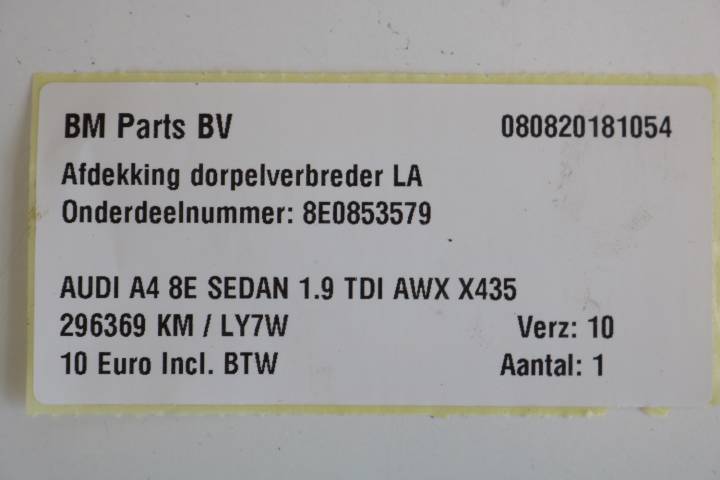 BM Parts BV 080820181054
Afdekking dorpelverbreder LA
Onderdeelnummer: 8E0853579
AUDI A4 8E SEDAN 1.9 TDI AWX X435
296369 KM / LY7W Verz: 10
10 Euro Incl. BTW Aantal: 1